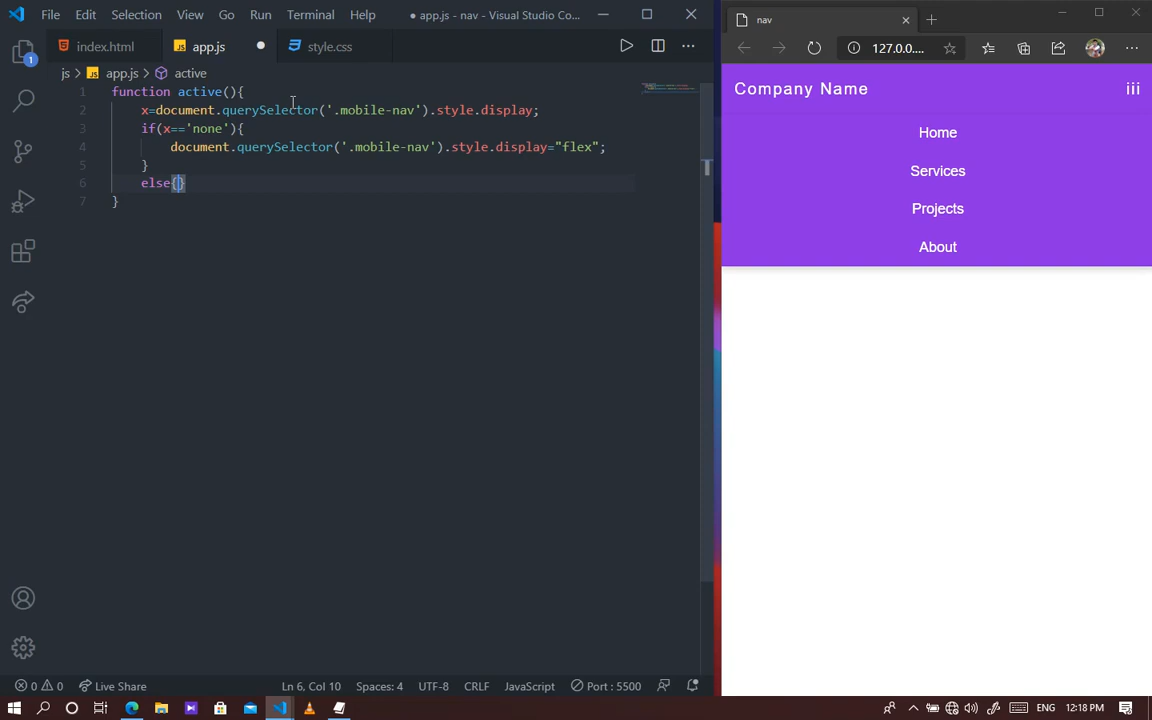 File Edit Selection View Go Run Terminal Help ● app.js - nav - Visual Studio Co...
index.html JS app.js ● style.css
js > JS app.js > active
1 function active(){
2 x=document.querySelector('.mobile-nav').style.display;
3 if(x=='none'){
4 document.querySelector('.mobile-nav').style.display="flex";
5 }
6 else{}
7 }
1
0 0 Live Share Ln 6, Col 10 Spaces: 4 UTF-8 CRLF JavaScript Port : 5500
nav
127.0.0....
Company Name iii
Home
Services
Projects
About
ENG 12:18 PM